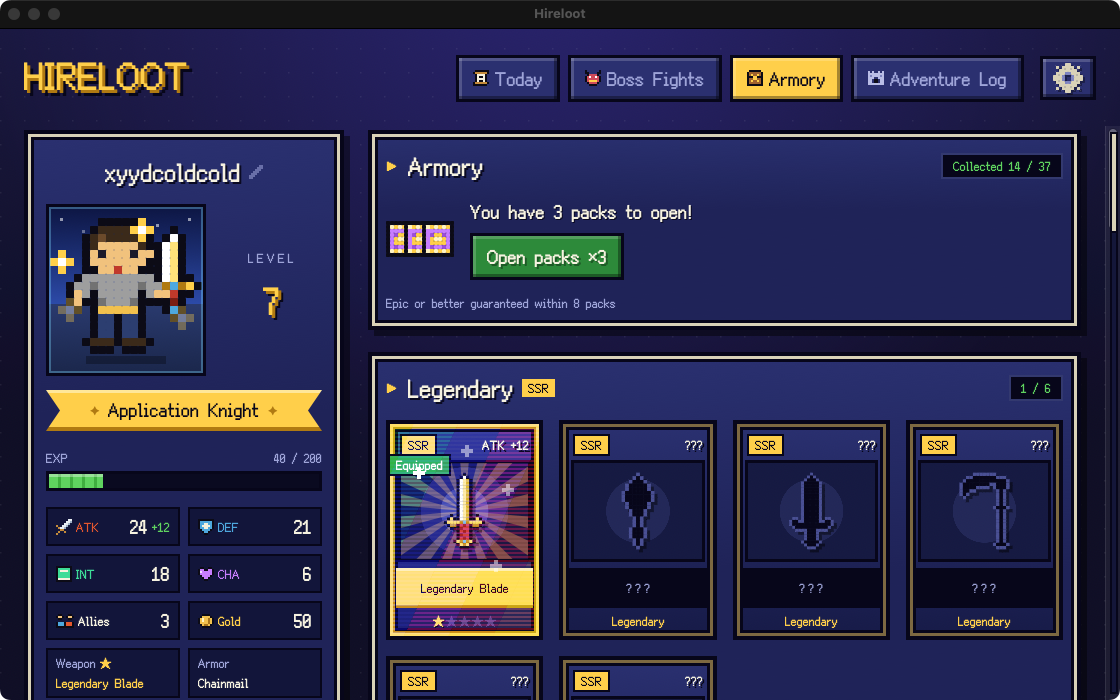 Hireloot
HIRELOOT
Today
Boss Fights
Armory
Adventure Log
xyydcoldcold
LEVEL
7
Application Knight
EXP 40 / 200
ATK 24 +12
DEF 21
INT 18
CHA 6
Allies 3
Gold 50
Weapon
Legendary Blade
Armor
Chainmail
Armory
Collected 14 / 37
You have 3 packs to open!
Open packs ×3
Epic or better guaranteed within 8 packs
Legendary SSR
1 / 6
SSR ATK +12
Equipped
Legendary Blade
SSR ???
???
Legendary
SSR ???
???
Legendary
SSR ???
???
Legendary
SSR ???
SSR ???